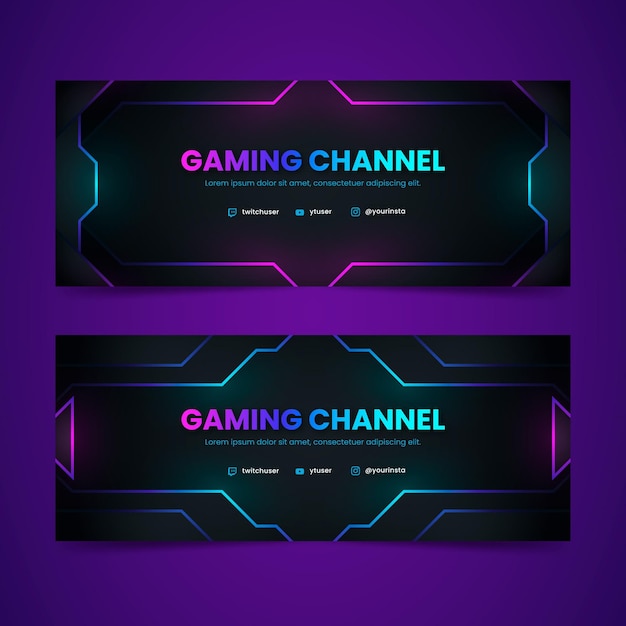 GAMING CHANNEL
Lorem ipsum dolor sit amet, consectetuer adipiscing elit.
twitchuser ytuser @yourinsta
GAMING CHANNEL
Lorem ipsum dolor sit amet, consectetuer adipiscing elit.
twitchuser ytuser @yourinsta